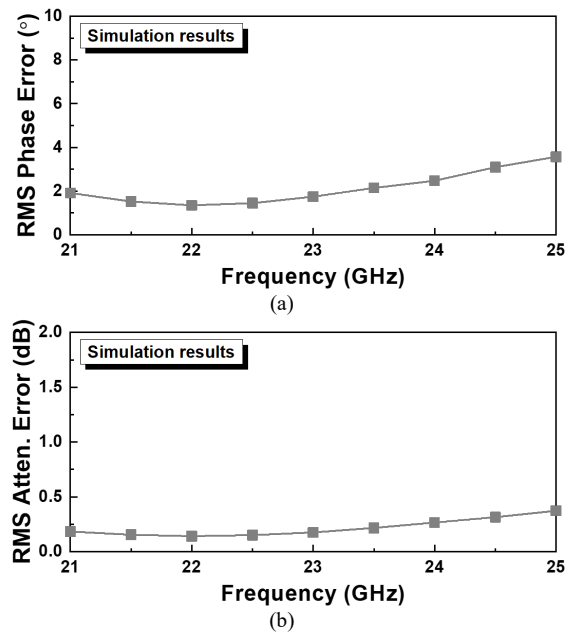 RMS Phase Error (°)
10
8
6
4
2
0
Simulation results
21 22 23 24 25
Frequency (GHz)
(a)
RMS Atten. Error (dB)
2.0
1.5
1.0
0.5
0.0
Simulation results
21 22 23 24 25
Frequency (GHz)
(b)